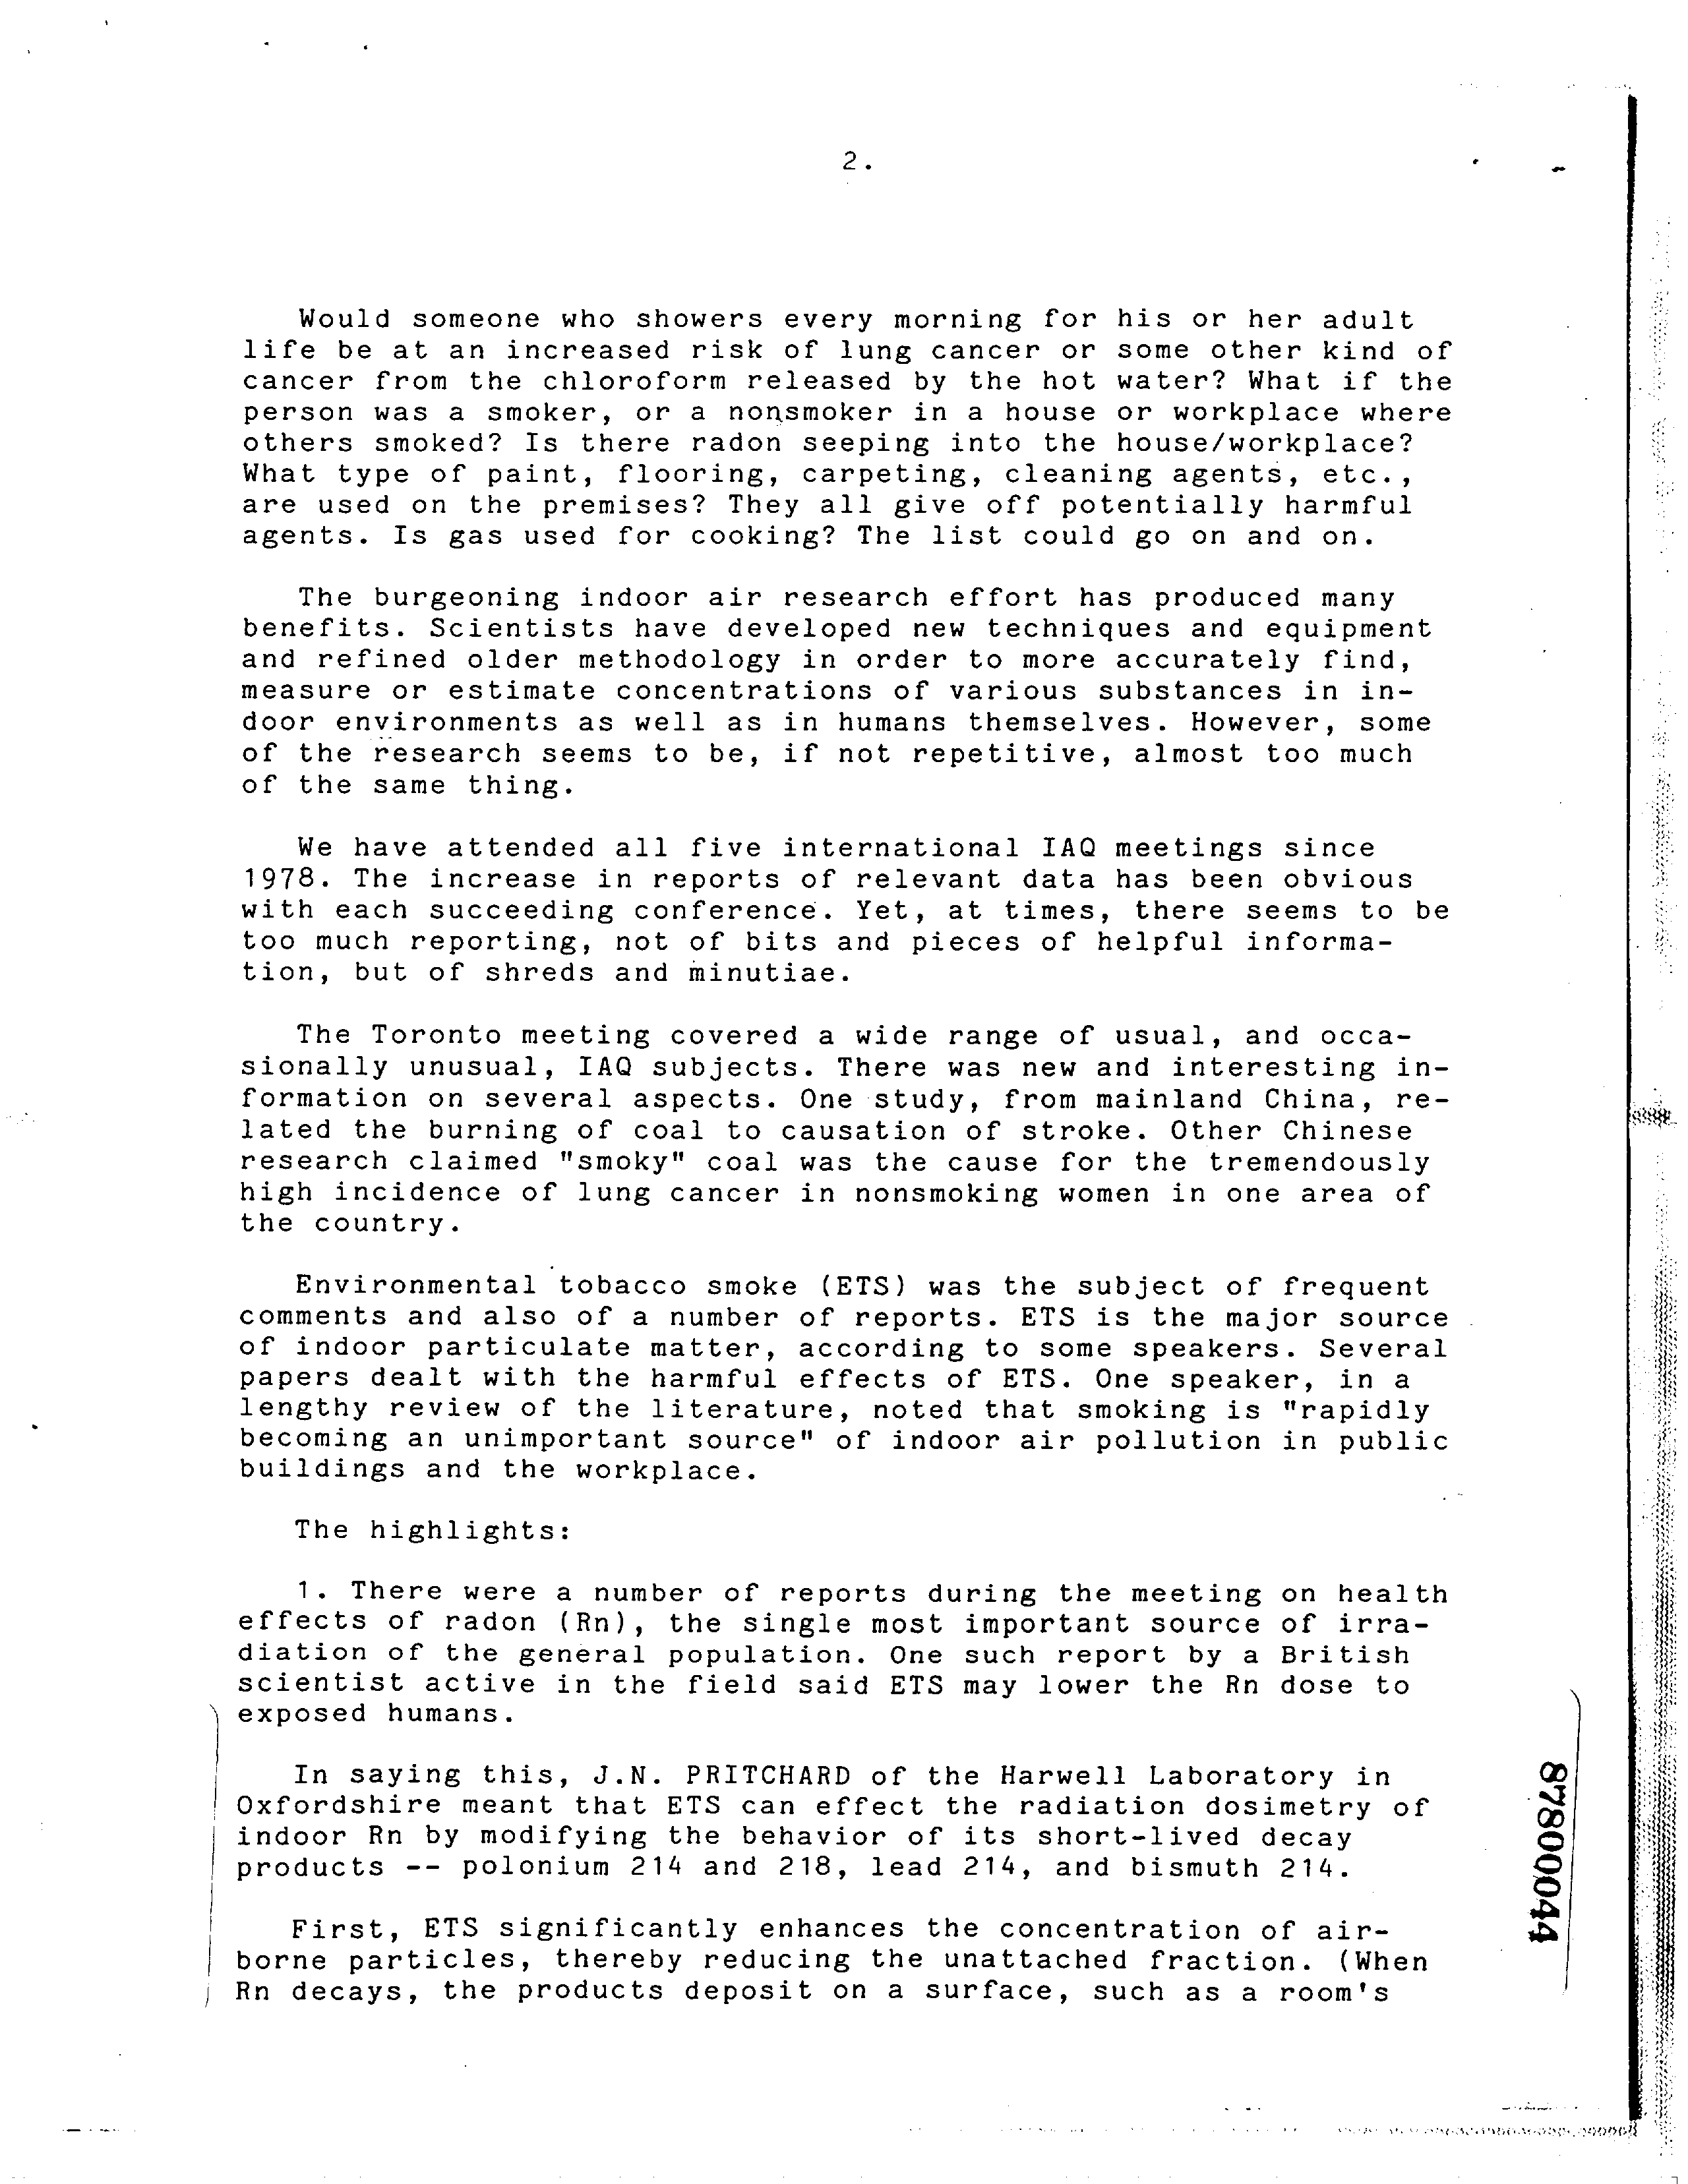 2.
Would someone who showers every morning for his or her adult
life be at an increased risk of lung cancer or some other kind of
cancer from the chloroform released by the hot water? What if the
person was a smoker, or a nonsmoker in a house or workplace where
others smoked? Is there radon seeping into the house/workplace?
What type of paint, flooring, carpeting, cleaning agents, etc.,
are used on the premises? They all give off potentially harmful
agents. Is gas used for cooking? The list could go on and on.
The burgeoning indoor air research effort has produced many
benefits. Scientists have developed new techniques and equipment
and refined older methodology in order to more accurately find,
measure or estimate concentrations of various substances in in-
door environments as well as in humans themselves. However, some
of the research seems to be, if not repetitive, almost too much
of the same thing.
We have attended all five international IAQ meetings since
1978. The increase in reports of relevant data has been obvious
with each succeeding conference. Yet, at times, there seems to be
too much reporting, not of bits and pieces of helpful informa-
tion, but of shreds and minutiae.
The Toronto meeting covered a wide range of usual, and occa-
sionally unusual, IAQ subjects. There was new and interesting in-
formation on several aspects. One study, from mainland China, re-
lated the burning of coal to causation of stroke. Other Chinese
research claimed "smoky" coal was the cause for the tremendously
high incidence of lung cancer in nonsmoking women in one area of
the country.
Environmental tobacco smoke (ETS) was the subject of frequent
comments and also of a number of reports. ETS is the major source
of indoor particulate matter, according to some speakers. Several
papers dealt with the harmful effects of ETS. One speaker, in a
lengthy review of the literature, noted that smoking is "rapidly
becoming an unimportant source" of indoor air pollution in public
buildings and the workplace.
The highlights:
1. There were a number of reports during the meeting on health
effects of radon (Rn), the single most important source of irra-
diation of the general population. One such report by a British
scientist active in the field said ETS may lower the Rn dose to
exposed humans.
In saying this, J.N. PRITCHARD of the Harwell Laboratory in
Oxfordshire meant that ETS can effect the radiation dosimetry of
indoor Rn by modifying the behavior of its short-lived decay
products -- polonium 214 and 218, lead 214, and bismuth 214.
First, ETS significantly enhances the concentration of air-
borne particles, thereby reducing the unattached fraction. (When
Rn decays, the products deposit on a surface, such as a room's
87800044